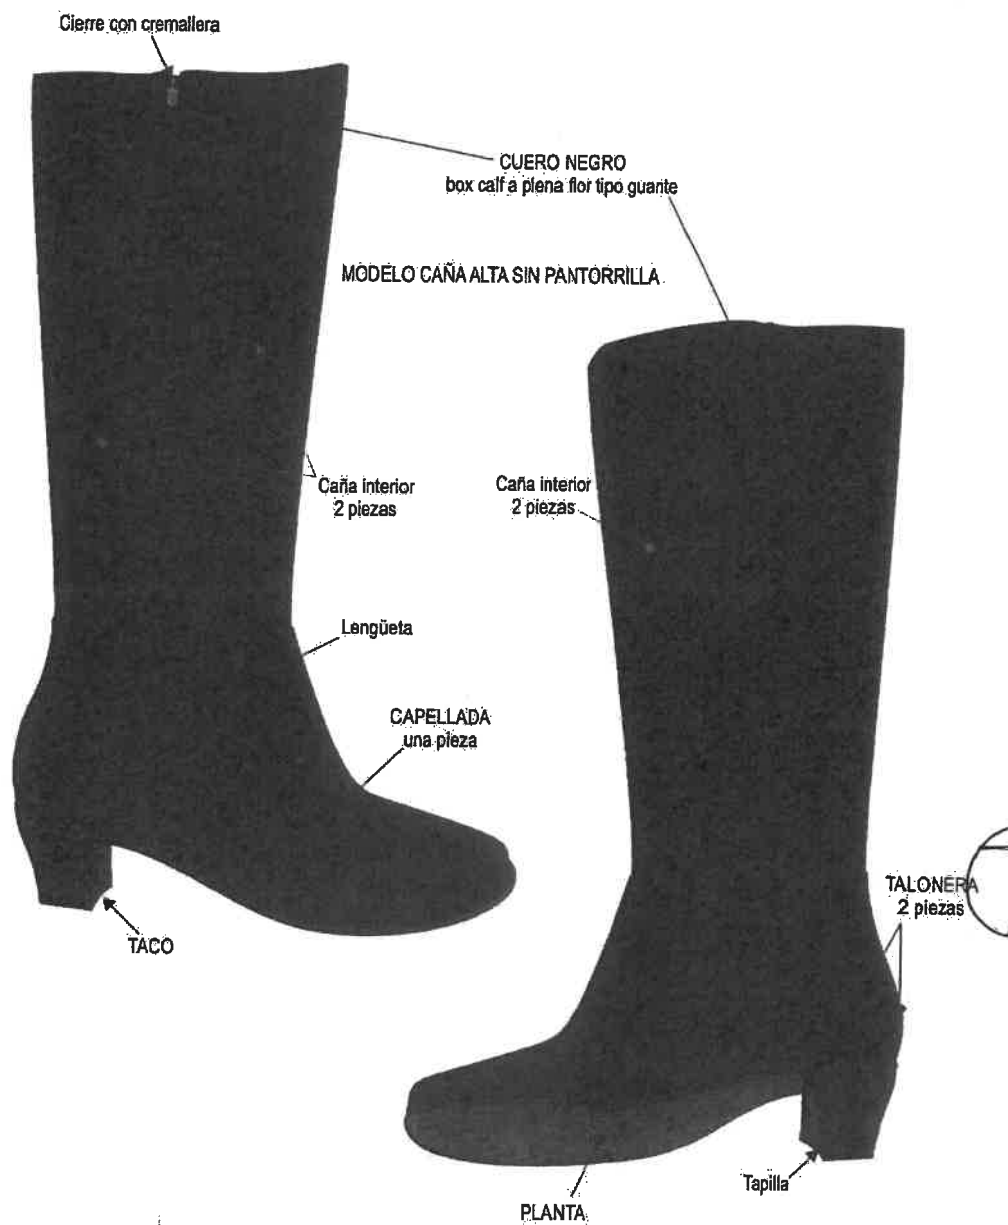 Cierre con cremallera
CUERO NEGRO
box calf a plena flor tipo guante
MODELO CAÑA ALTA SIN PANTORRILLA
Caña interior
2 piezas
Caña interior
2 piezas
Lengüeta
CAPELLADA
una pieza
TALONERA
2 piezas
TACO
Tapilla
PLANTA